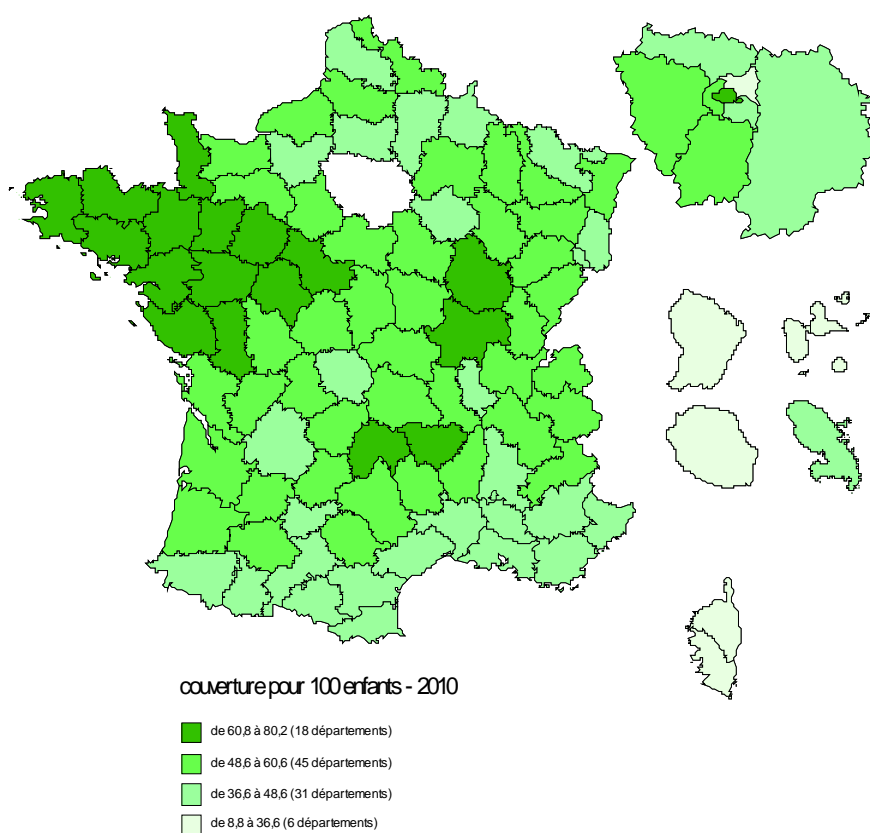 couverture pour 100 enfants - 2010
de 60,8 à 80,2 (18 départements)
de 48,6 à 60,6 (45 départements)
de 36,6 à 48,6 (31 départements)
de 8,8 à 36,6 (6 départements)